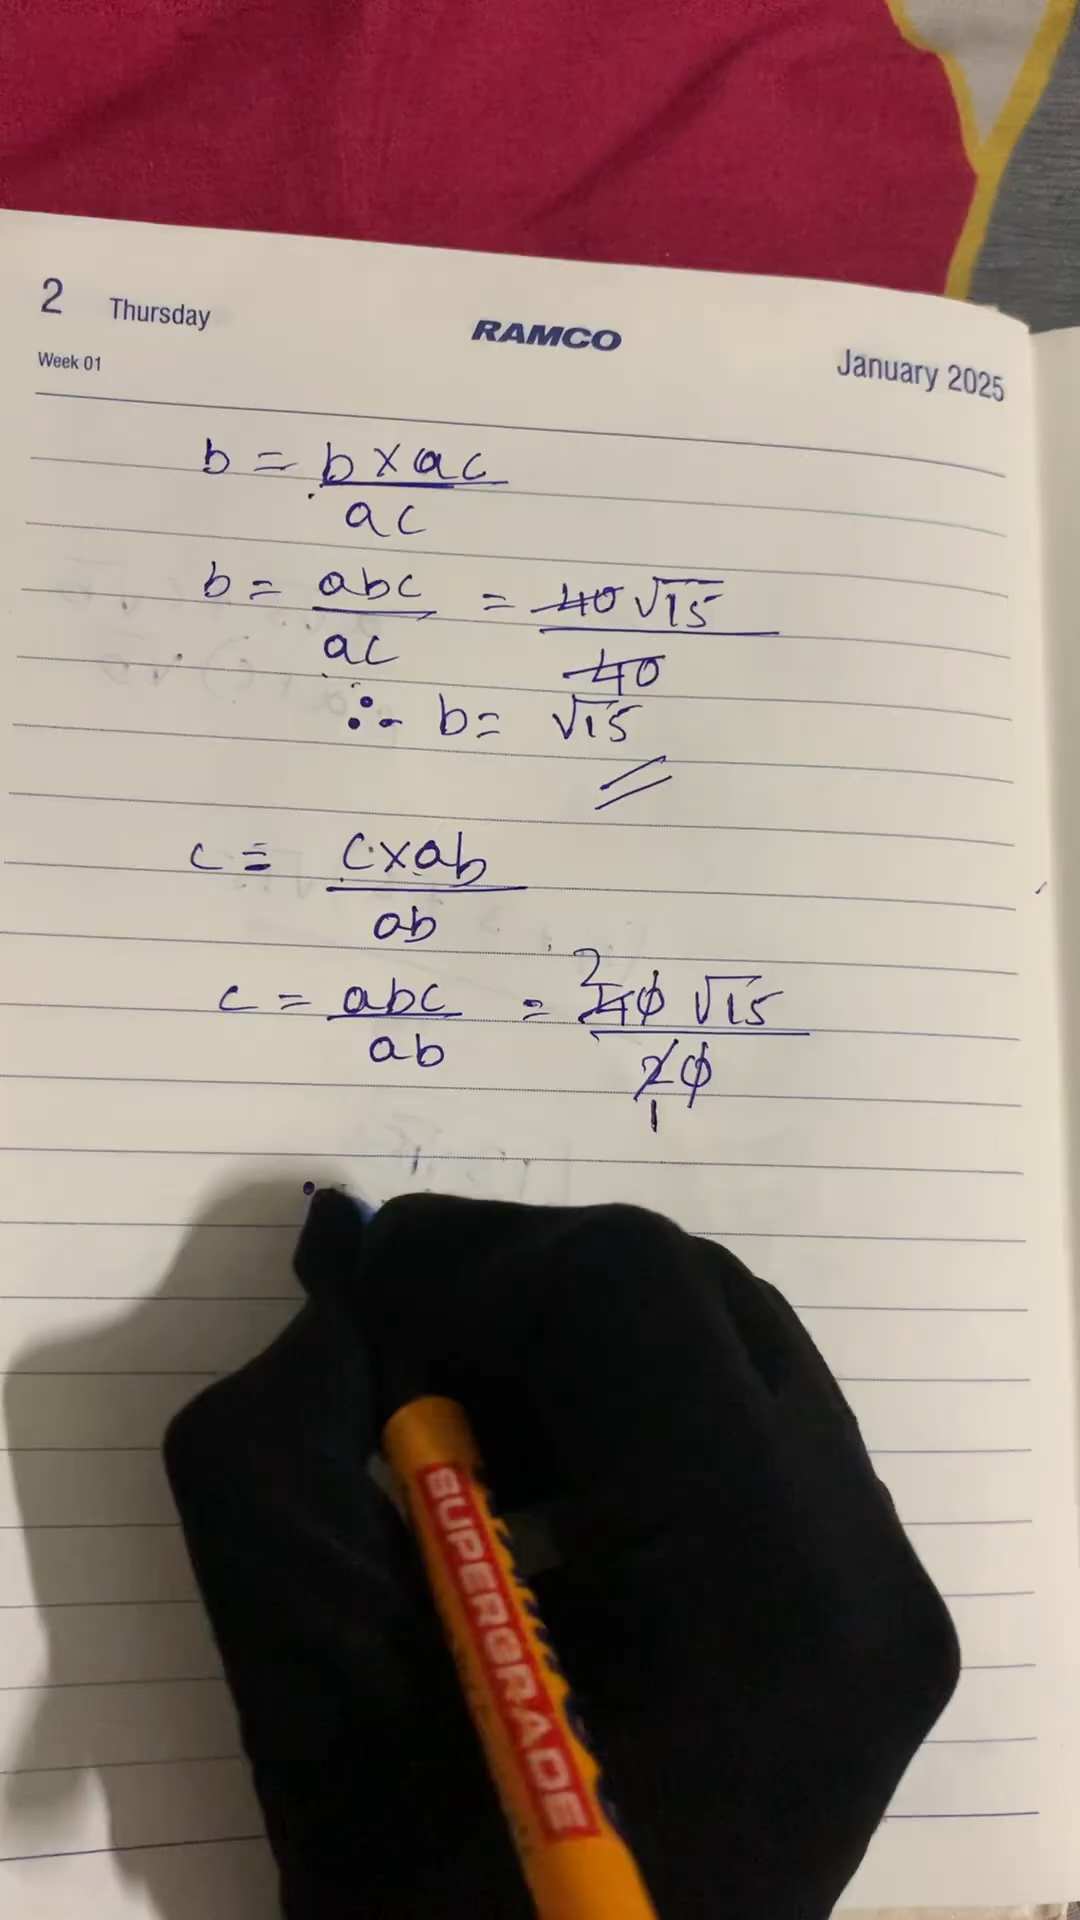 2 Thursday RAMCO January 2025
Week 01
b = b × ac
ac
b = abc = 40 √15
ac 40
∴ b = √15
c = c × ab
ab
2
c = abc = 40 √15
ab 20
1
SUPERGRADE